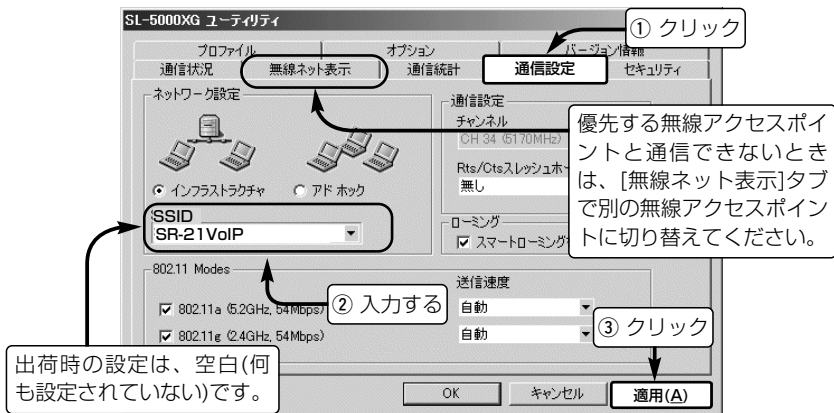 SL-5000XG ユーティリティ
① クリック
プロファイル
オプション
バージョン情報
通信状況
無線ネット表示
通信統計
通信設定
セキュリティ
ネットワーク設定
インフラストラクチャ
アド ホック
SSID
SR-21VoIP
通信設定
チャンネル
CH 34 (5170MHz)
Rts/Ctsスレッシュホー
無し
優先する無線アクセスポイ
ントと通信できないとき
は、[無線ネット表示]タブ
で別の無線アクセスポイン
トに切り替えてください。
ローミング
スマートローミング
802.11 Modes
送信速度
② 入力する
802.11a (5.2GHz, 54Mbps)
自動
802.11g (2.4GHz, 54Mbps)
自動
③ クリック
出荷時の設定は、空白(何
も設定されていない)です。
OK
キャンセル
適用(A)